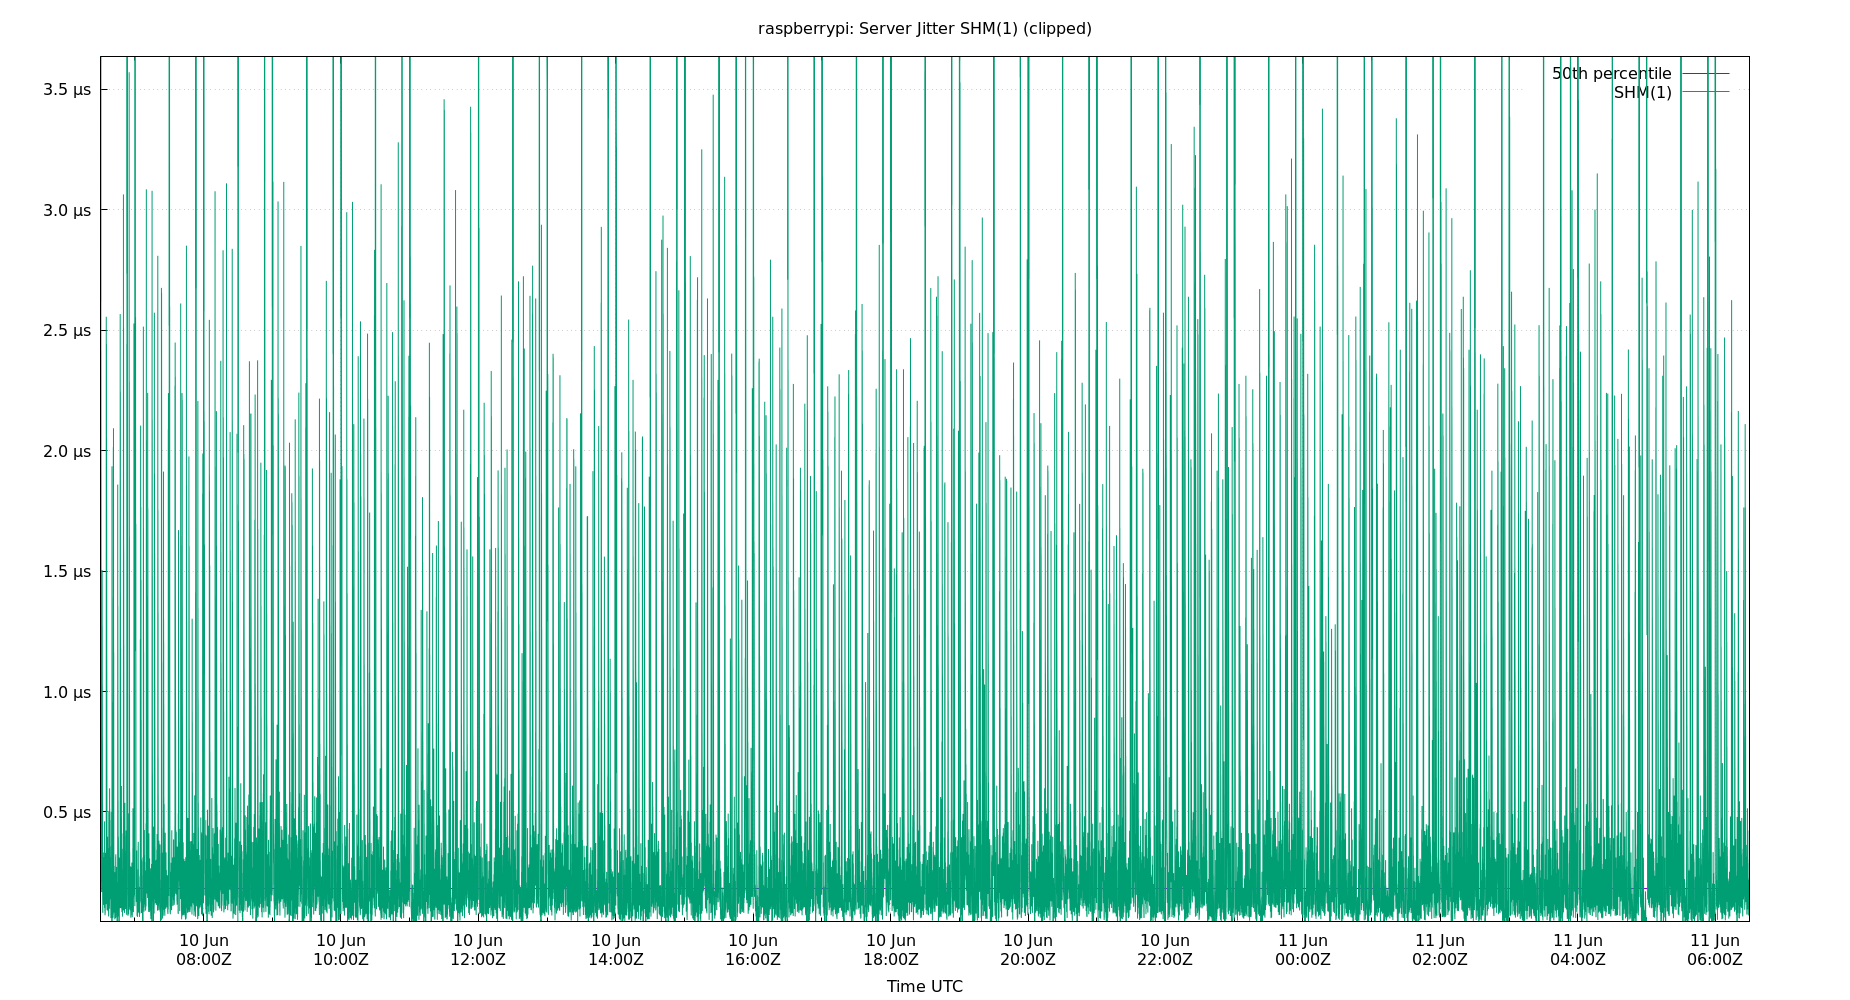 raspberrypi: Server Jitter SHM(1) (clipped)
50th percentile
SHM(1)
3.5 µs
3.0 µs
2.5 µs
2.0 µs
1.5 µs
1.0 µs
0.5 µs
10 Jun 10 Jun 10 Jun 10 Jun 10 Jun 10 Jun 10 Jun 10 Jun 11 Jun 11 Jun 11 Jun 11 Jun
08:00Z 10:00Z 12:00Z 14:00Z 16:00Z 18:00Z 20:00Z 22:00Z 00:00Z 02:00Z 04:00Z 06:00Z
Time UTC